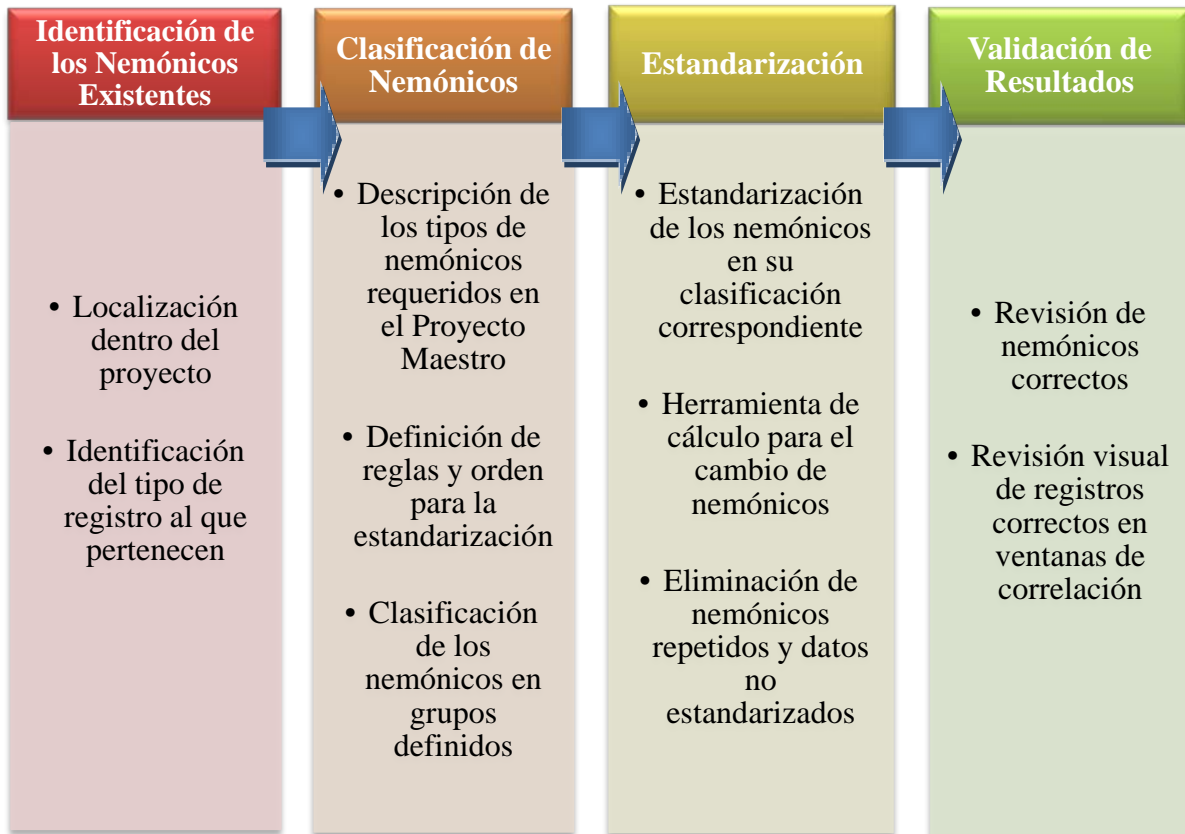 Identificación de
los Nemónicos
Existentes
• Localización
dentro del
proyecto
• Identificación
del tipo de
registro al que
pertenecen
Clasificación de
Nemónicos
• Descripción de
los tipos de
nemónicos
requeridos en
el Proyecto
Maestro
• Definición de
reglas y orden
para la
estandarización
• Clasificación
de los
nemónicos en
grupos
definidos
Estandarización
• Estandarización
de los nemónicos
en su
clasificación
correspondiente
• Herramienta de
cálculo para el
cambio de
nemónicos
• Eliminación de
nemónicos
repetidos y datos
no
estandarizados
Validación de
Resultados
• Revisión de
nemónicos
correctos
• Revisión visual
de registros
correctos en
ventanas de
correlación